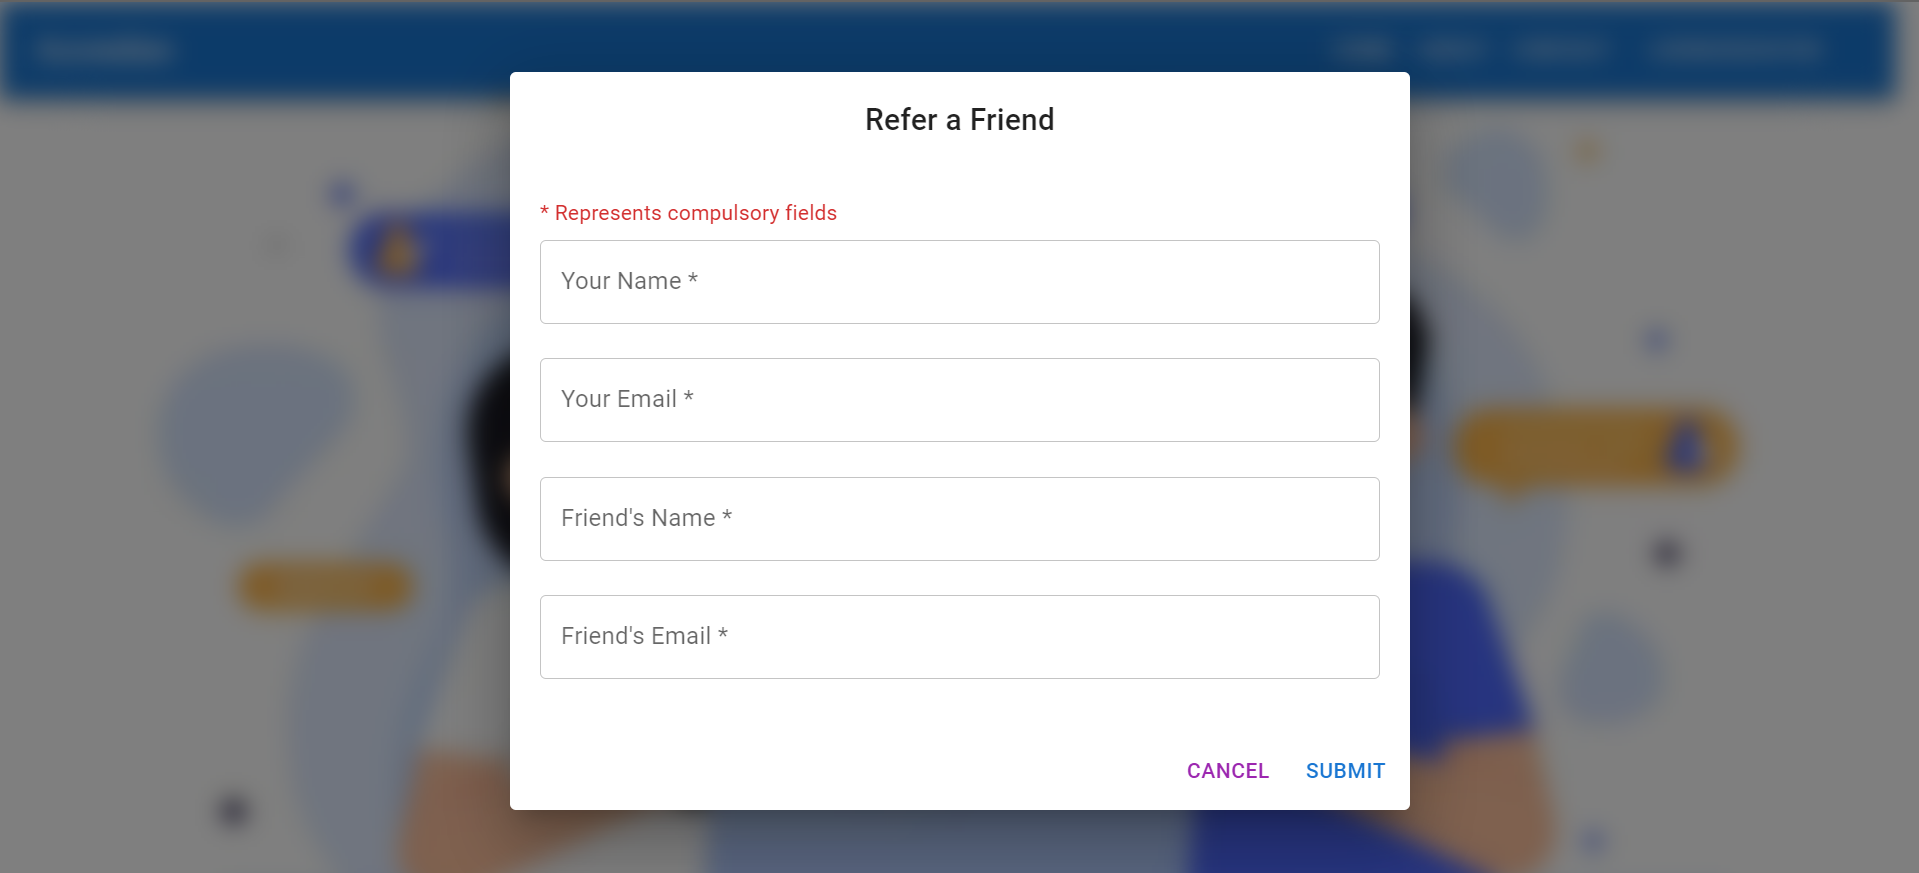 Refer a Friend
* Represents compulsory fields
Your Name *
Your Email *
Friend's Name *
Friend's Email *
CANCEL SUBMIT